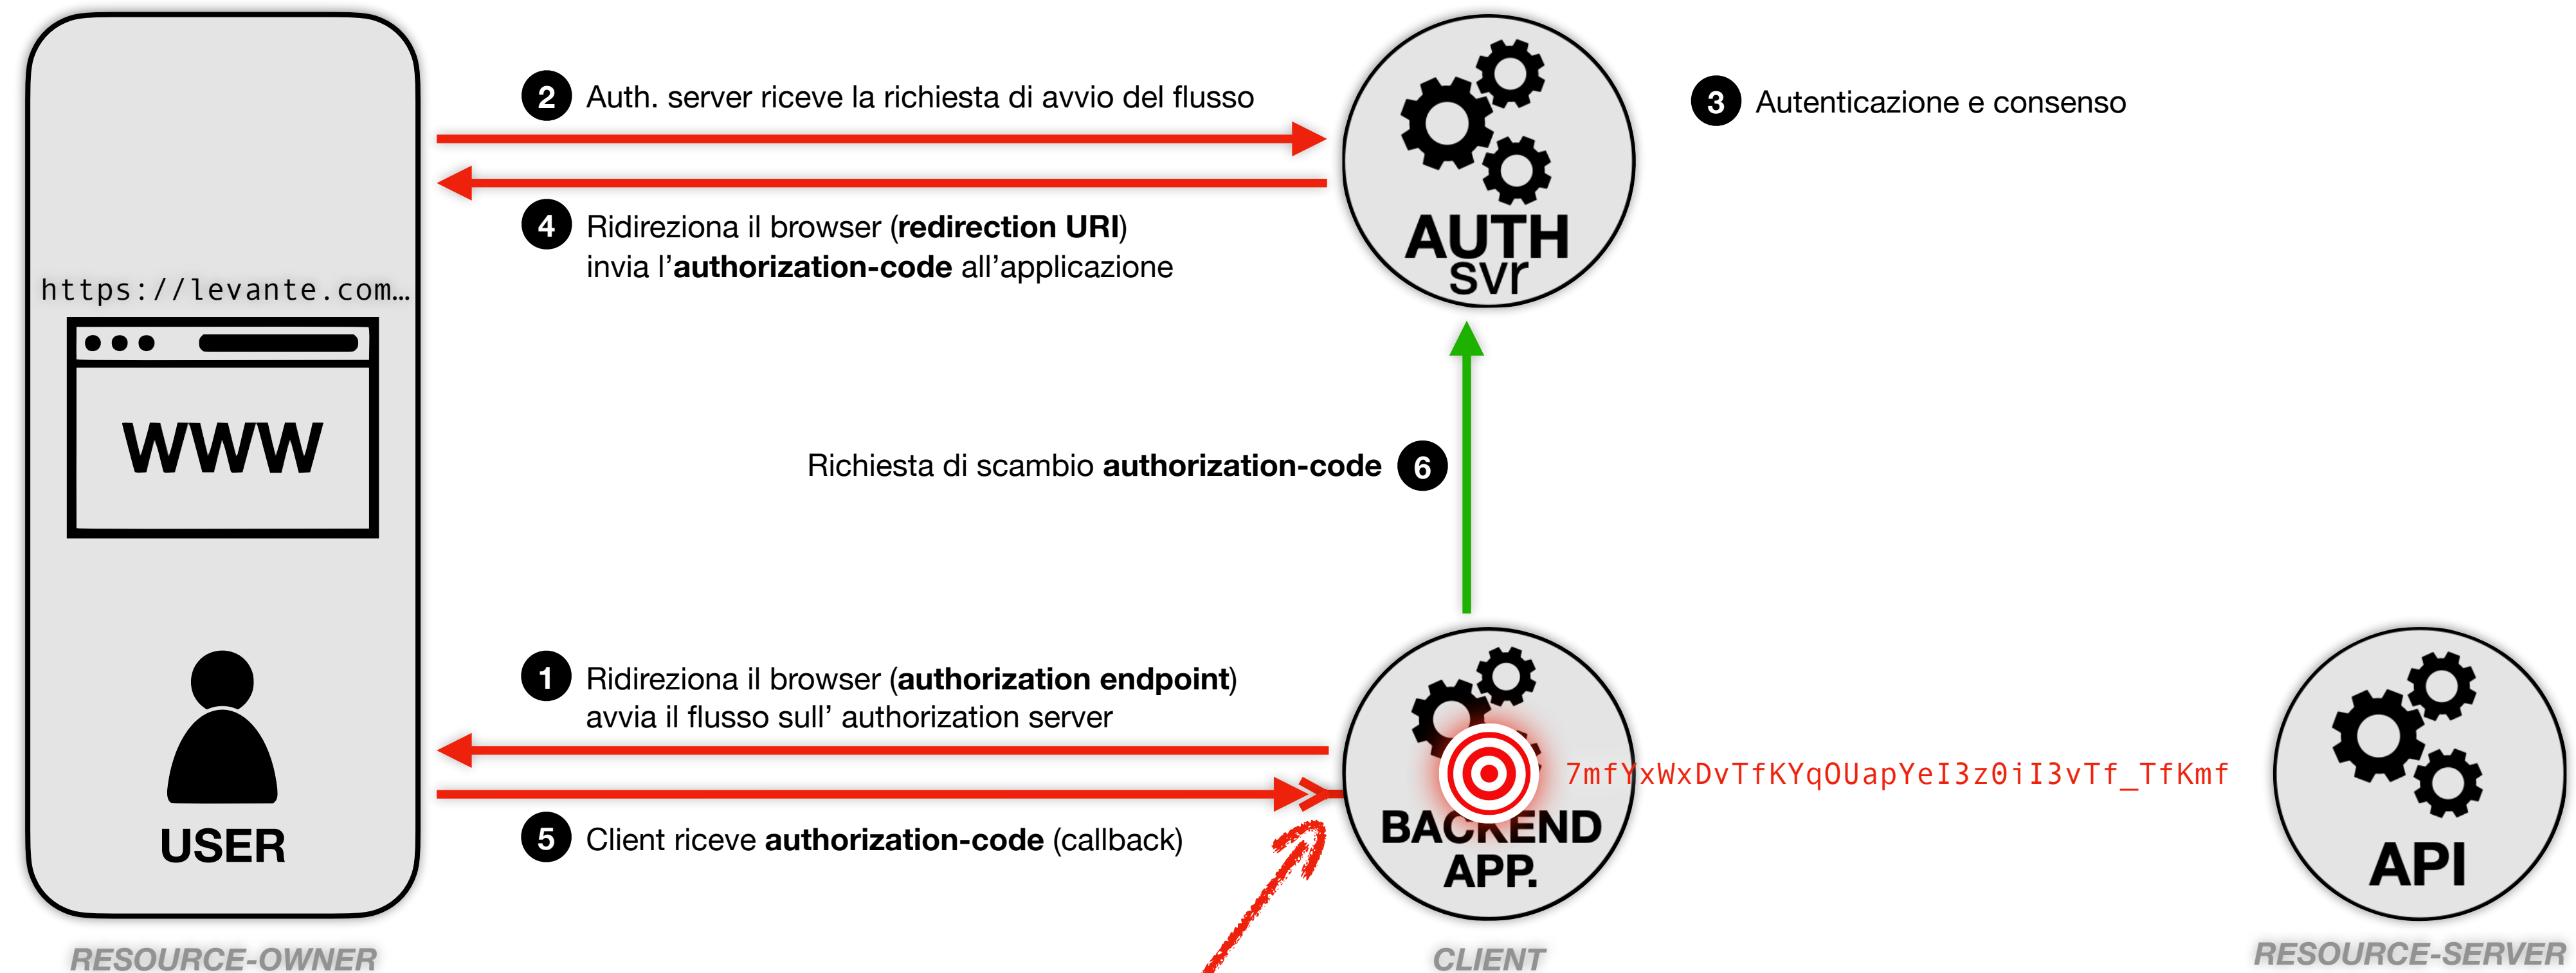 2 Auth. server riceve la richiesta di avvio del flusso
3 Autenticazione e consenso
4 Ridireziona il browser (redirection URI)
invia l’authorization-code all’applicazione
AUTH
svr
https://levante.com…
WWW
Richiesta di scambio authorization-code 6
1 Ridireziona il browser (authorization endpoint)
avvia il flusso sull’ authorization server
7mfYxWxDvTfKYqOUapYeI3z0iI3vTf_TfKmf
5 Client riceve authorization-code (callback)
USER
BACKEND
APP.
API
RESOURCE-OWNER
CLIENT
RESOURCE-SERVER